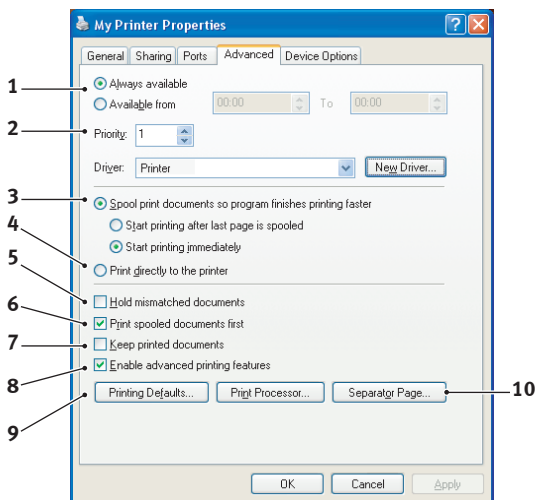 My Printer Properties
General Sharing Ports Advanced Device Options
1 Always available
Available from 00:00 To 00:00
2 Priority: 1
Driver: Printer New Driver...
3 Spool print documents so program finishes printing faster
4 Start printing after last page is spooled
Start printing immediately
Print directly to the printer
5 Hold mismatched documents
6 Print spooled documents first
7 Keep printed documents
8 Enable advanced printing features
9 Printing Defaults... Print Processor... Separator Page... 10
OK Cancel Apply